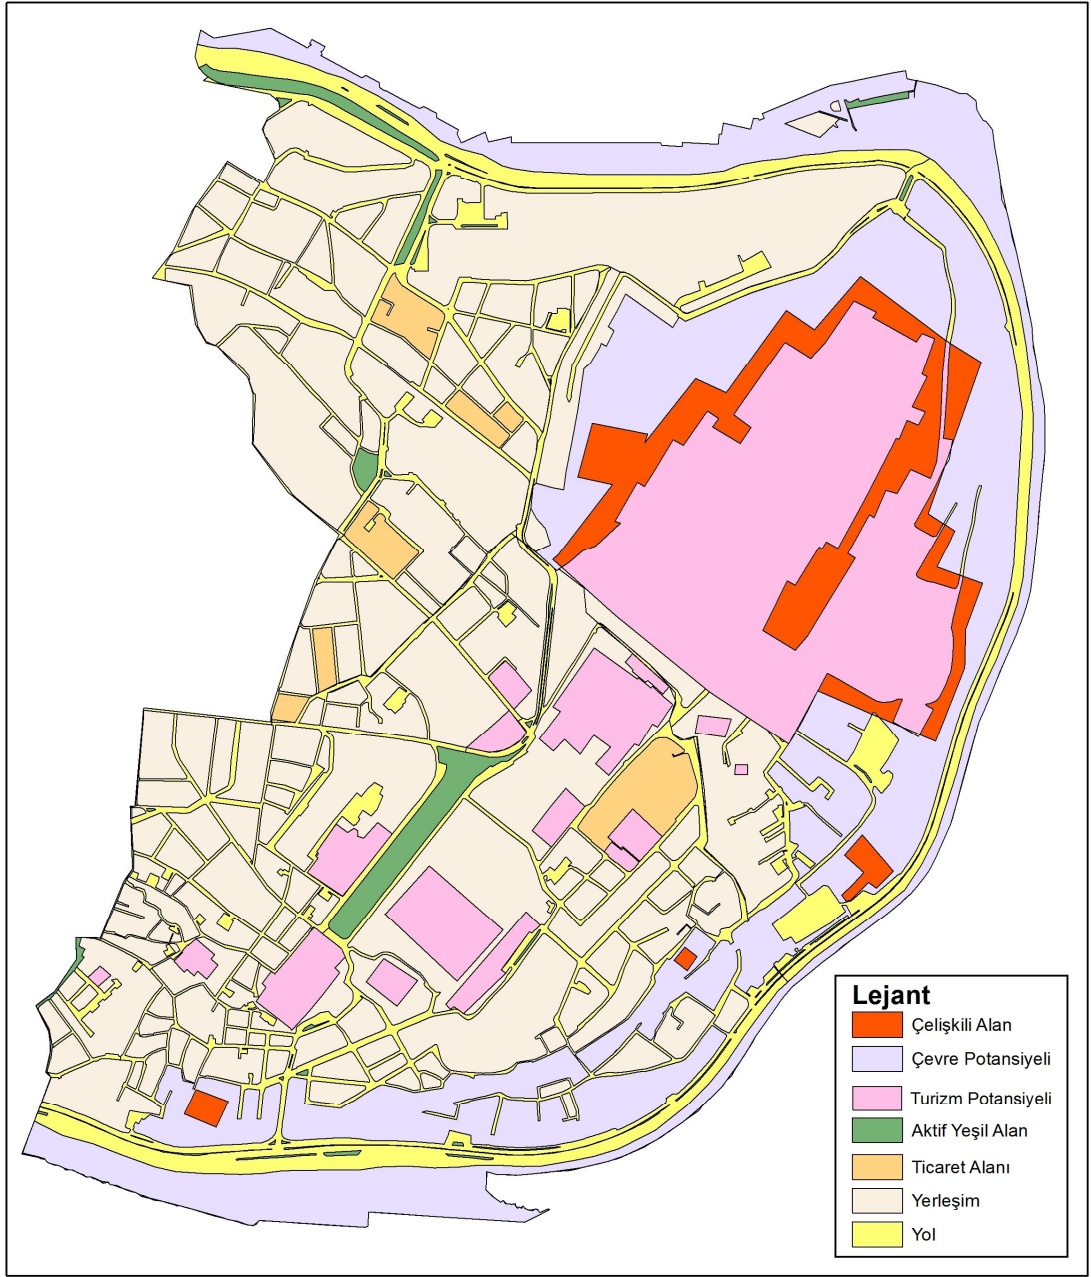 Lejant
Çelişkili Alan
Çevre Potansiyeli
Turizm Potansiyeli
Aktif Yeşil Alan
Ticaret Alanı
Yerleşim
Yol